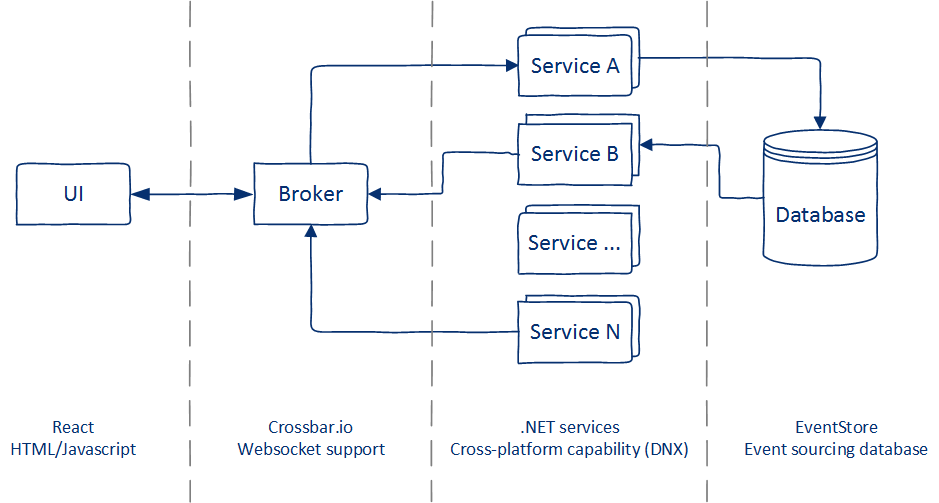 UI
Broker
Service A
Service B
Service ...
Service N
Database
React
HTML/Javascript
Crossbar.io
Websocket support
.NET services
Cross-platform capability (DNX)
EventStore
Event sourcing database